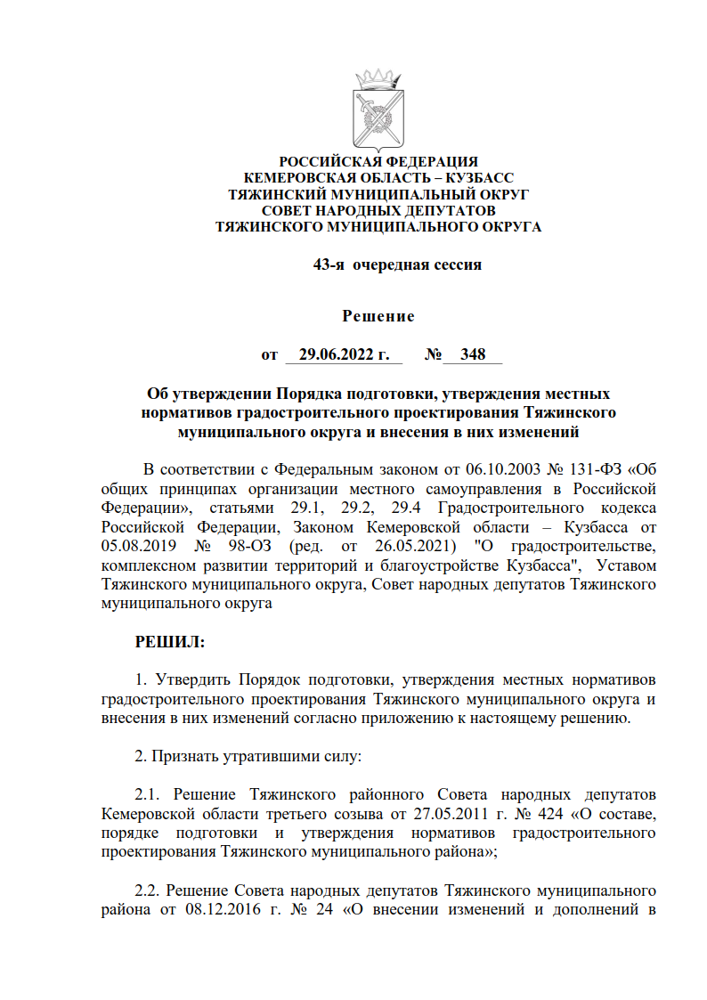 РОССИЙСКАЯ ФЕДЕРАЦИЯ
КЕМЕРОВСКАЯ ОБЛАСТЬ – КУЗБАСС
ТЯЖИНСКИЙ МУНИЦИПАЛЬНЫЙ ОКРУГ
СОВЕТ НАРОДНЫХ ДЕПУТАТОВ
ТЯЖИНСКОГО МУНИЦИПАЛЬНОГО ОКРУГА
43-я очередная сессия
Решение
от 29.06.2022 г. № 348
Об утверждении Порядка подготовки, утверждения местных
нормативов градостроительного проектирования Тяжинского
муниципального округа и внесения в них изменений
В соответствии с Федеральным законом от 06.10.2003 № 131-ФЗ «Об
общих принципах организации местного самоуправления в Российской
Федерации», статьями 29.1, 29.2, 29.4 Градостроительного кодекса
Российской Федерации, Законом Кемеровской области – Кузбасса от
05.08.2019 № 98-ОЗ (ред. от 26.05.2021) "О градостроительстве,
комплексном развитии территорий и благоустройстве Кузбасса", Уставом
Тяжинского муниципального округа, Совет народных депутатов Тяжинского
муниципального округа
РЕШИЛ:
1. Утвердить Порядок подготовки, утверждения местных нормативов
градостроительного проектирования Тяжинского муниципального округа и
внесения в них изменений согласно приложению к настоящему решению.
2. Признать утратившими силу:
2.1. Решение Тяжинского районного Совета народных депутатов
Кемеровской области третьего созыва от 27.05.2011 г. № 424 «О составе,
порядке подготовки и утверждения нормативов градостроительного
проектирования Тяжинского муниципального района»;
2.2. Решение Совета народных депутатов Тяжинского муниципального
района от 08.12.2016 г. № 24 «О внесении изменений и дополнений в